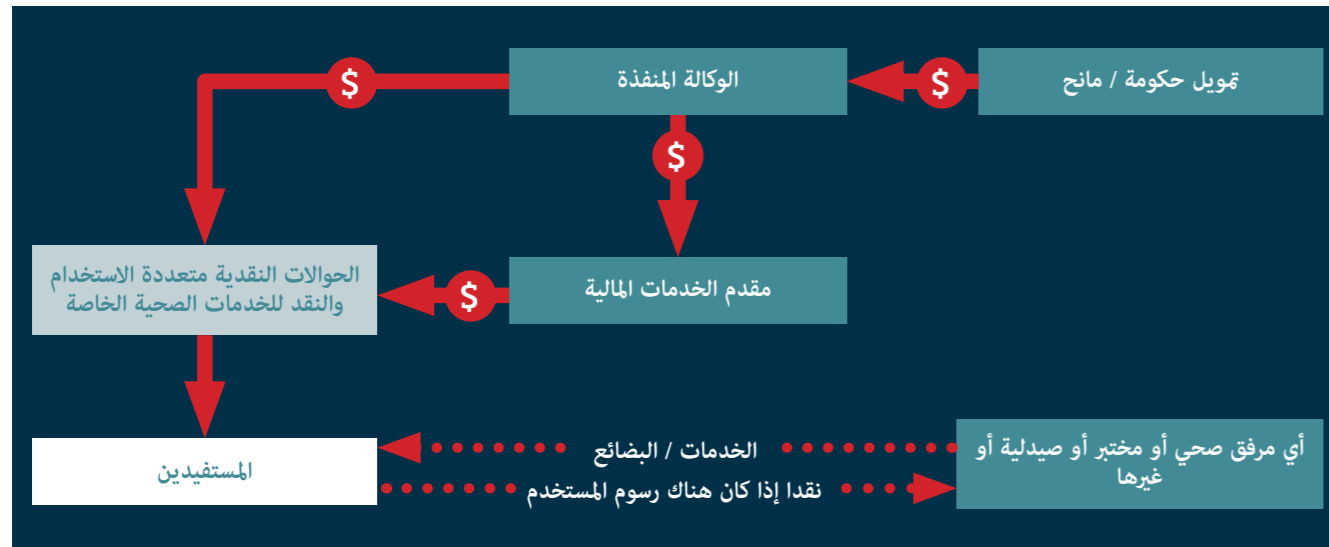 تمويل حكومة / مانح
$
الوكالة المنفذة
$
$
مقدم الخدمات المالية
$
الحوالات النقدية متعددة الاستخدام
والنقد للخدمات الصحية الخاصة
أي مرفق صحي أو مختبر أو صيدلية أو
غيرها
الخدمات / البضائع
نقدا إذا كان هناك رسوم المستخدم
المستفيدين